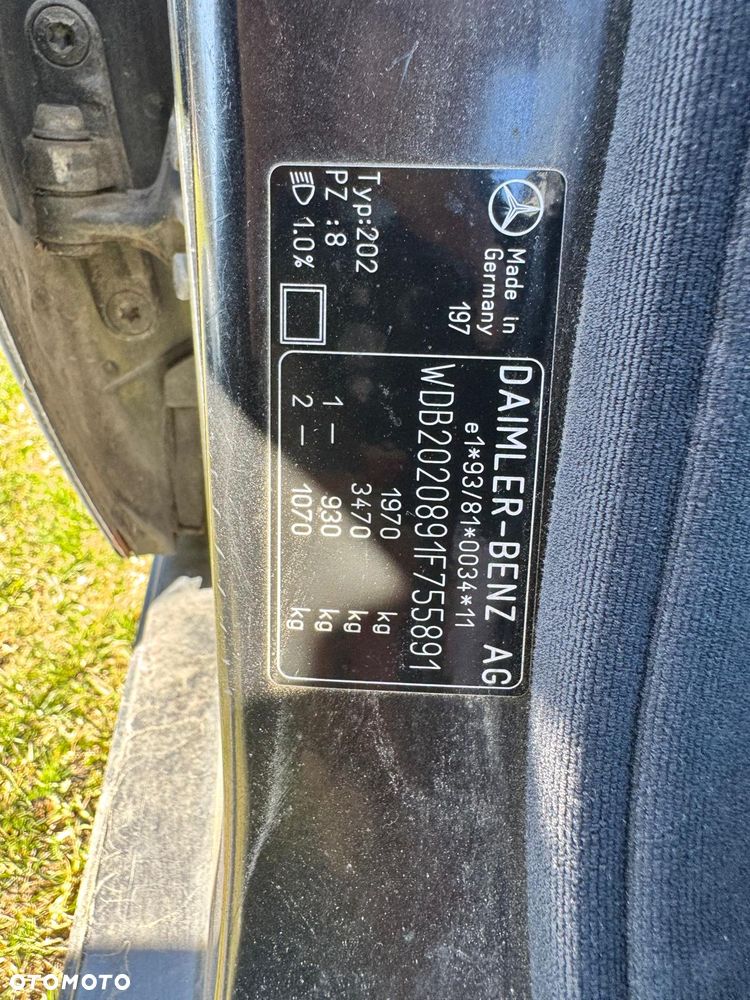 Made in
Germany
197
Typ:202
PZ :8
1.0%
DAIMLER-BENZ AG
e1*93/81*0034*11
WDB2020891F755891
1970 kg
3470 kg
1— 930 kg
2— 1070 kg
OTOMOTO